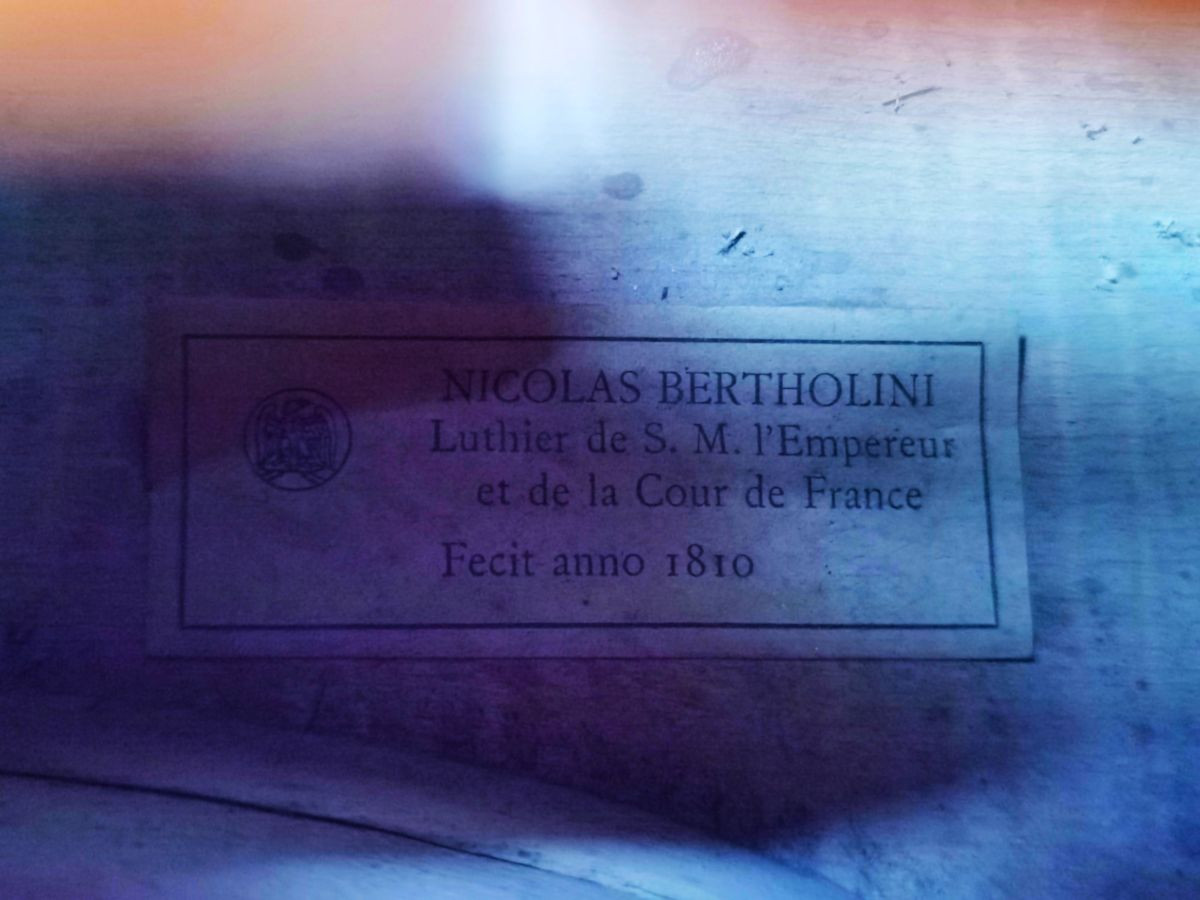 NICOLAS BERTHOLINI
Luthier de S. M. l'Empereur
et de la Cour de France
Fecit anno 1810